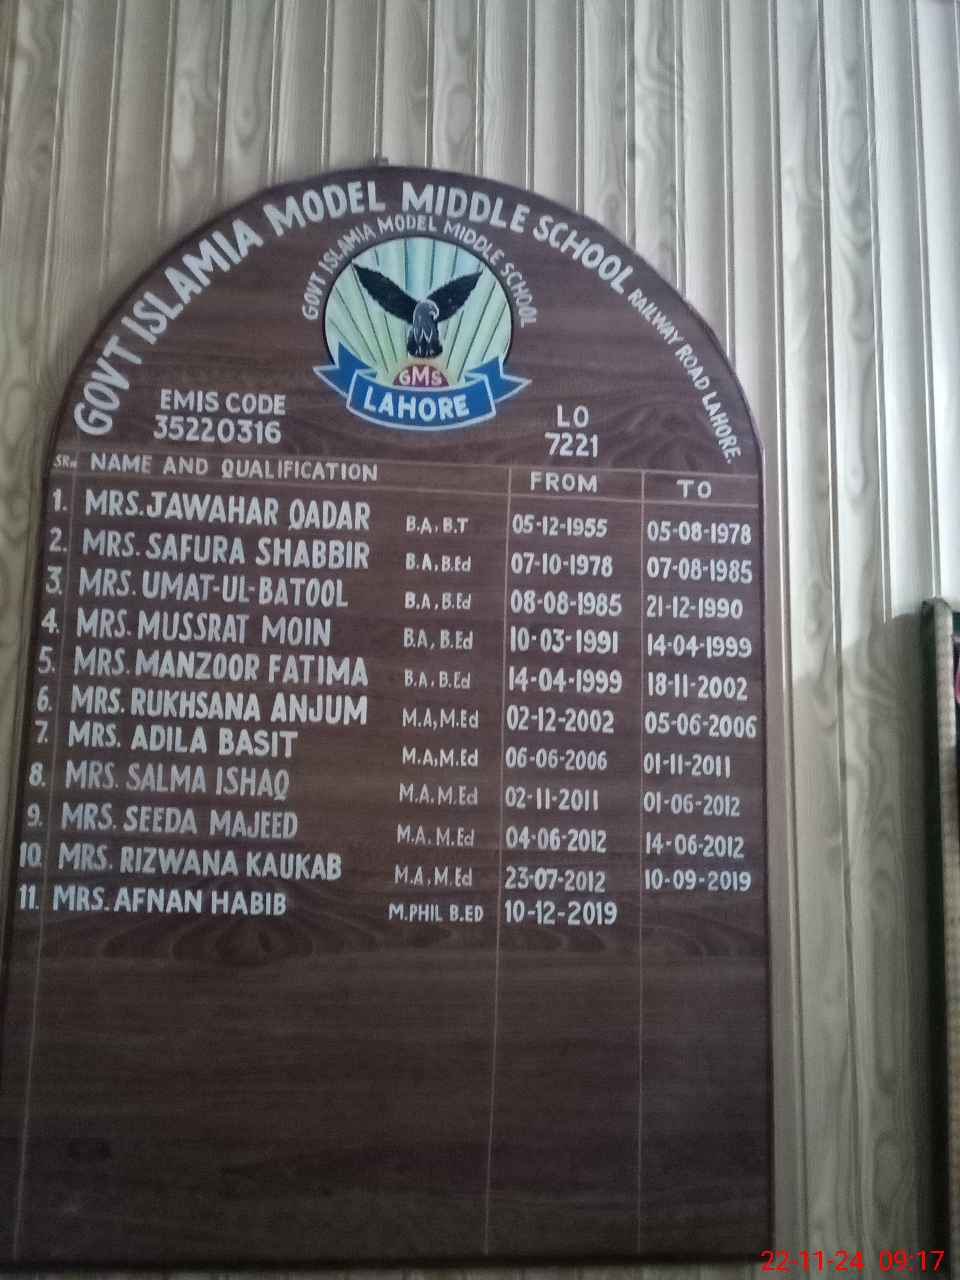 GOVT ISLAMIA MODEL MIDDLE SCHOOL RAILWAY ROAD LAHORE.
GOVT ISLAMIA MODEL MIDDLE SCHOOL
GMS
LAHORE
EMIS CODE
35220316
LO
7221
SR# NAME AND QUALIFICATION FROM TO
1. MRS. JAWAHAR QADAR B.A, B.T 05-12-1955 05-08-1978
2. MRS. SAFURA SHABBIR B.A, B.Ed 07-10-1978 07-08-1985
3. MRS. UMAT-UL-BATOOL B.A, B.Ed 08-08-1985 21-12-1990
4. MRS. MUSSRAT MOIN B.A, B.Ed 10-03-1991 14-04-1999
5. MRS. MANZOOR FATIMA B.A, B.Ed 14-04-1999 18-11-2002
6. MRS. RUKHSANA ANJUM M.A, M.Ed 02-12-2002 05-06-2006
7. MRS. ADILA BASIT M.A, M.Ed 06-06-2006 01-11-2011
8. MRS. SALMA ISHAQ M.A. M.Ed 02-11-2011 01-06-2012
9. MRS. SEEDA MAJEED M.A. M.Ed 04-06-2012 14-06-2012
10. MRS. RIZWANA KAUKAB M.A, M.Ed 23-07-2012 10-09-2019
11. MRS. AFNAN HABIB M.PHIL B.ED 10-12-2019
22-11-24 09:17